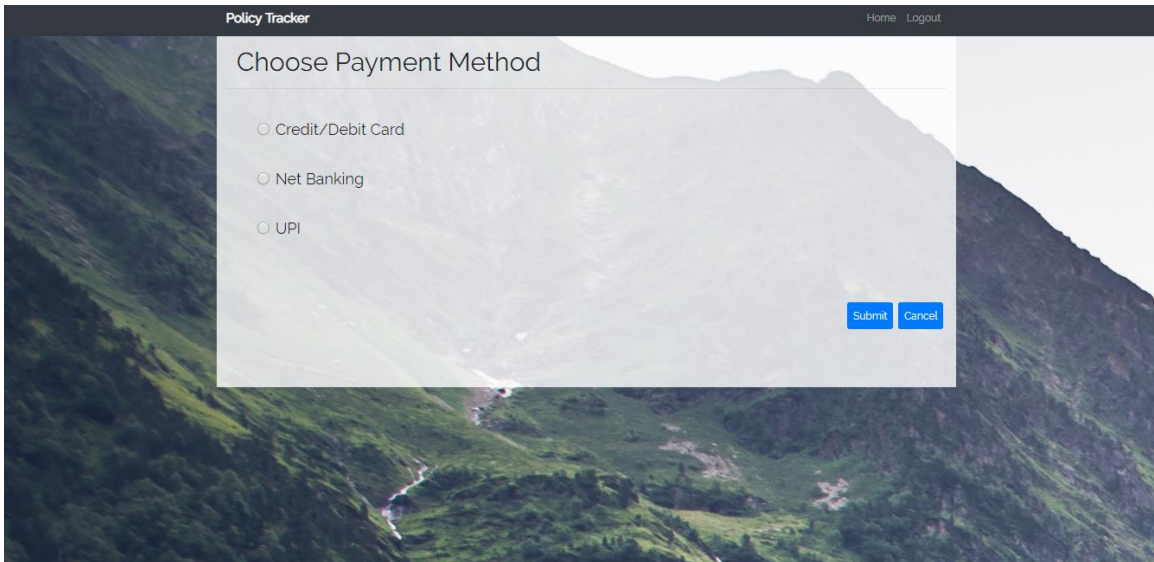 Policy Tracker Home Logout
Choose Payment Method
Credit/Debit Card
Net Banking
UPI
Submit Cancel